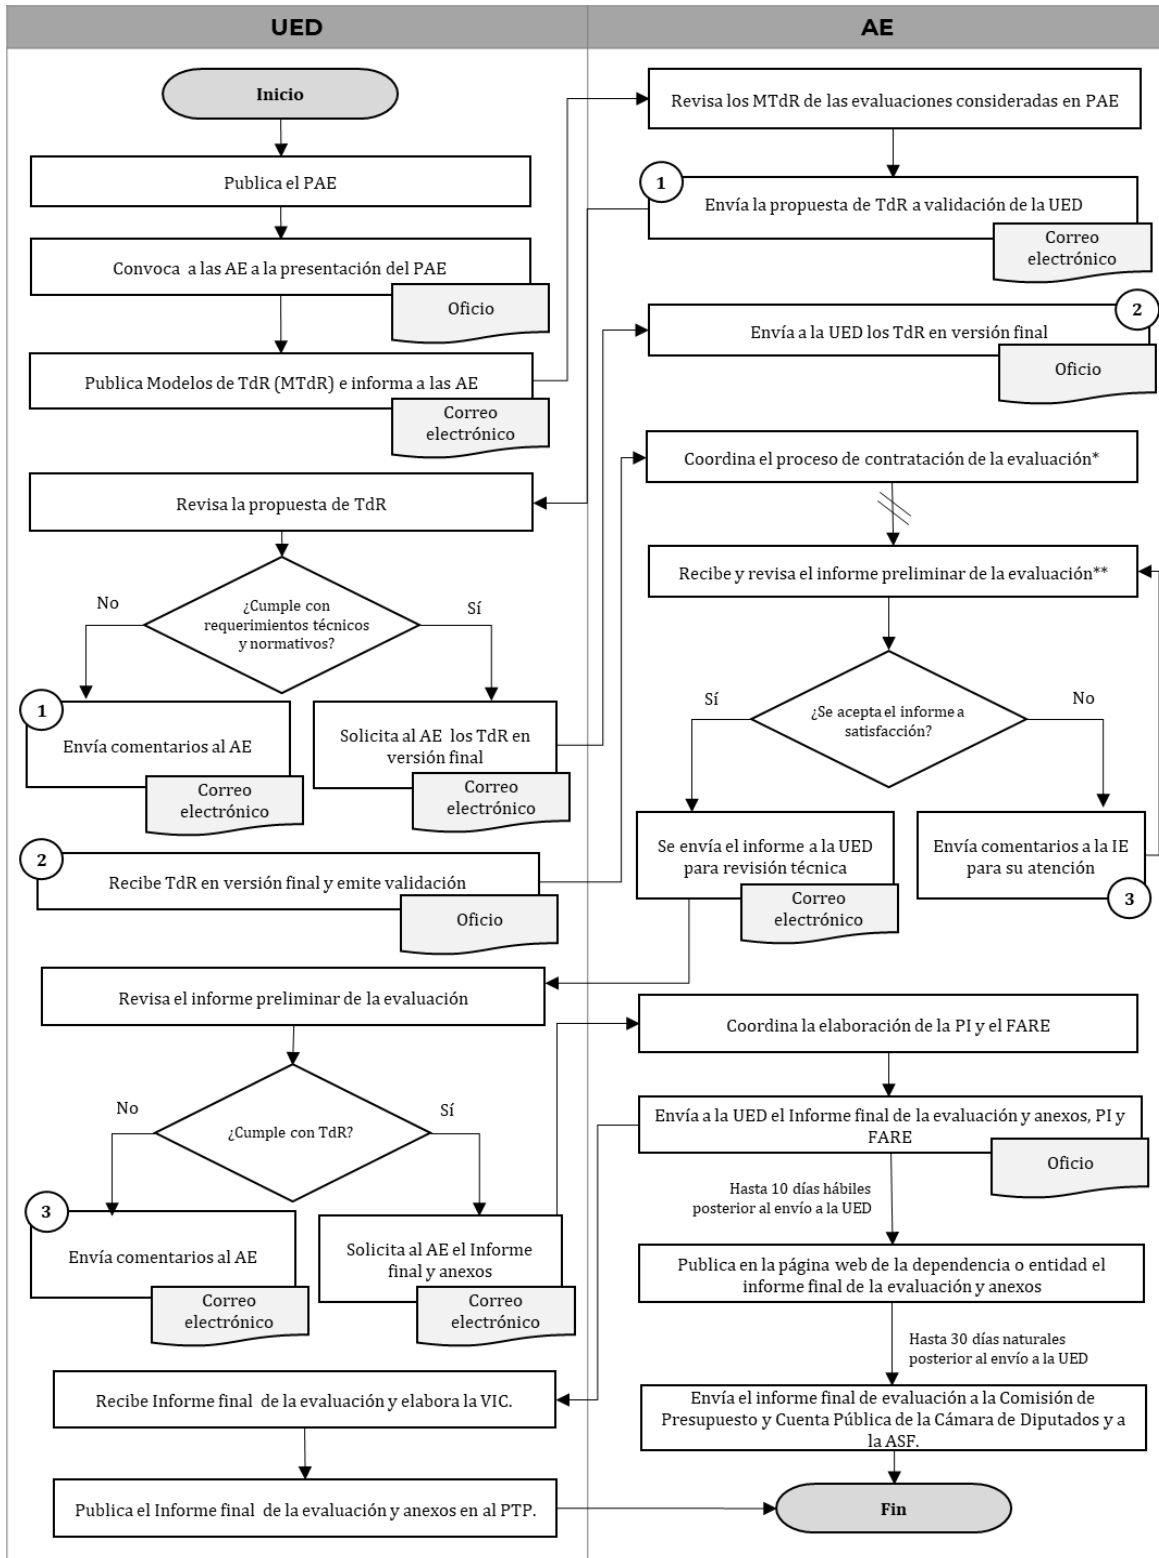 UED
AE
Inicio
Publica el PAE
Convoca a las AE a la presentación del PAE
Oficio
Publica Modelos de TdR (MTdR) e informa a las AE
Correo
electrónico
Revisa los MTdR de las evaluaciones consideradas en PAE
1
Envía la propuesta de TdR a validación de la UED
Correo
electrónico
2
Envía a la UED los TdR en versión final
Oficio
Revisa la propuesta de TdR
Coordina el proceso de contratación de la evaluación*
¿Cumple con
requerimientos técnicos
y normativos?
No
Sí
1
Envía comentarios al AE
Correo
electrónico
Solicita al AE los TdR en
versión final
Correo
electrónico
2
Recibe TdR en versión final y emite validación
Oficio
Recibe y revisa el informe preliminar de la evaluación**
¿Se acepta el informe a
satisfacción?
Sí
No
Se envía el informe a la UED
para revisión técnica
Correo
electrónico
Envía comentarios a la IE
para su atención
3
Revisa el informe preliminar de la evaluación
¿Cumple con TdR?
No
Sí
3
Envía comentarios al AE
Correo
electrónico
Solicita al AE el Informe
final y anexos
Correo
electrónico
Coordina la elaboración de la PI y el FARE
Envía a la UED el Informe final de la evaluación y anexos, PI y
FARE
Oficio
Hasta 10 días hábiles
posterior al envío a la UED
Publica en la página web de la dependencia o entidad el
informe final de la evaluación y anexos
Hasta 30 días naturales
posterior al envío a la UED
Envía el informe final de evaluación a la Comisión de
Presupuesto y Cuenta Pública de la Cámara de Diputados y a
la ASF.
Recibe Informe final de la evaluación y elabora la VIC.
Publica el Informe final de la evaluación y anexos en al PTP.
Fin